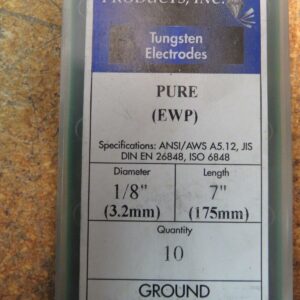 PRODUCTS, INC.
Tungsten
Electrodes
PURE
(EWP)
Specifications: ANSI/AWS A5.12, JIS
DIN EN 26848, ISO 6848
Diameter
Length
1/8"
7"
(3.2mm)
(175mm)
Quantity
10
GROUND